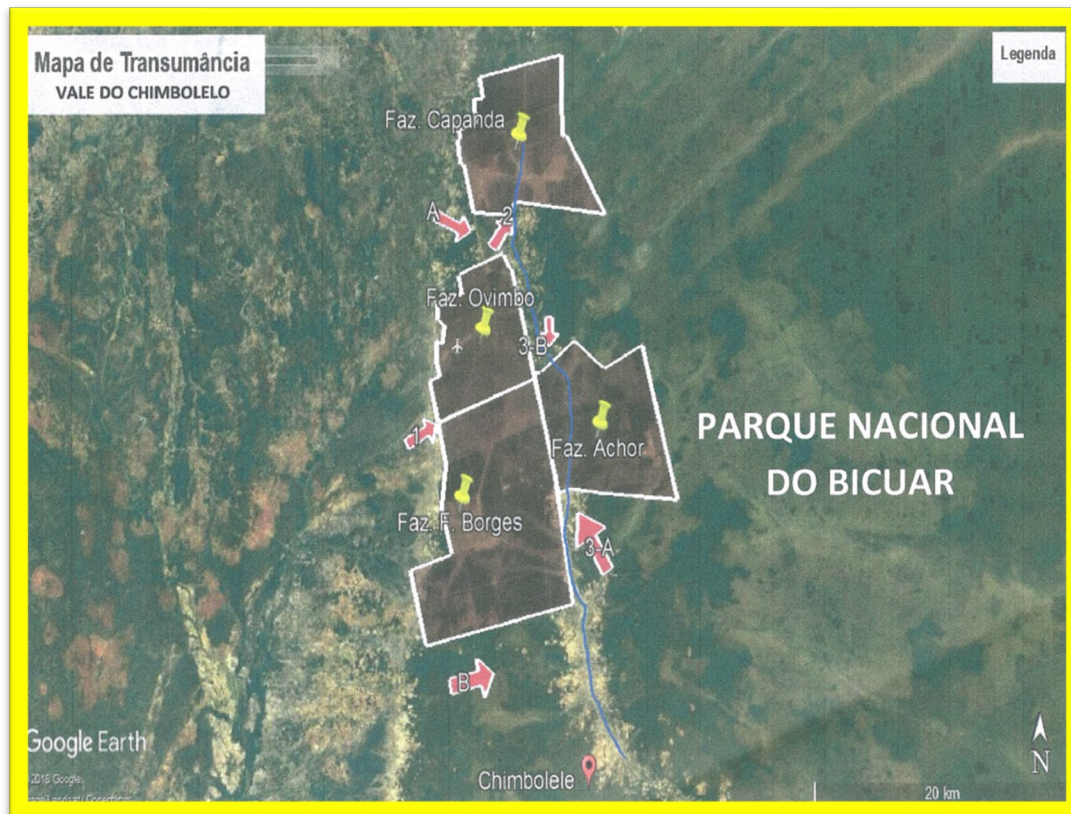 Mapa de Transumância
VALE DO CHIMBOLELO
Legenda
Faz. Capanda
A
2
Faz. Ovimbo
3-B
1
Faz. Achor
PARQUE NACIONAL
DO BICUAR
Faz. F. Borges
3-A
B
Google Earth
2018 Google
Chimbolele
20 km
N